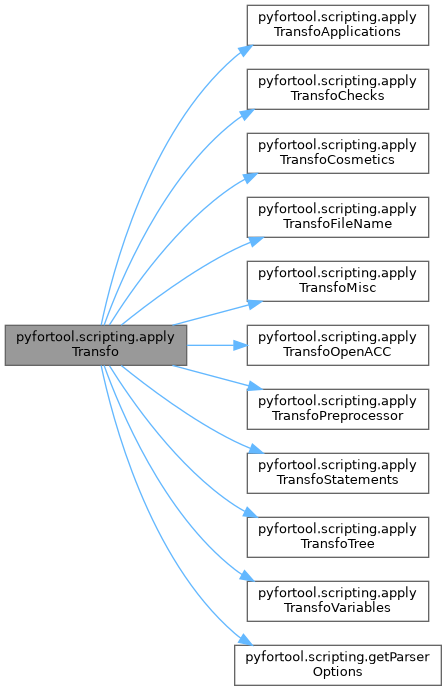 pyfortool.scripting.apply
TransfoApplications
pyfortool.scripting.apply
TransfoChecks
pyfortool.scripting.apply
TransfoCosmetics
pyfortool.scripting.apply
TransfoFileName
pyfortool.scripting.apply
TransfoMisc
pyfortool.scripting.apply
Transfo
pyfortool.scripting.apply
TransfoOpenACC
pyfortool.scripting.apply
TransfoPreprocessor
pyfortool.scripting.apply
TransfoStatements
pyfortool.scripting.apply
TransfoTree
pyfortool.scripting.apply
TransfoVariables
pyfortool.scripting.getParser
Options